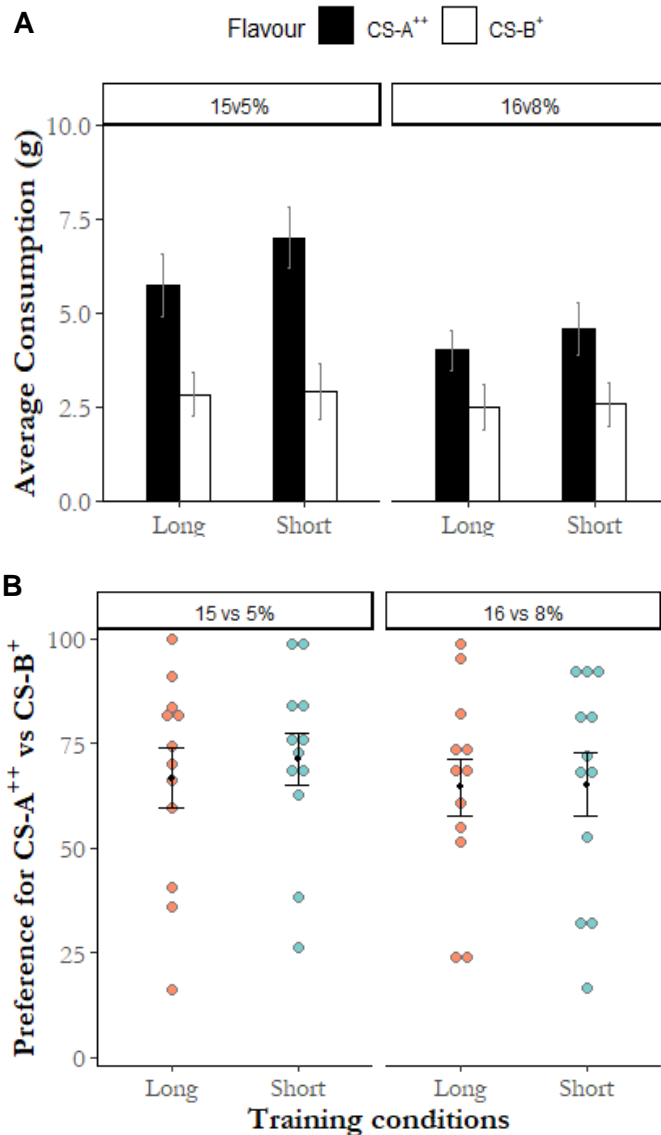 A
Flavour CS-A++ CS-B+
15v5% 16v8%
Average Consumption (g)
10.0
7.5
5.0
2.5
0.0
Long Short Long Short
B
15 vs 5% 16 vs 8%
Preference for CS-A++ vs CS-B+
100
75
50
25
0
Long Short Long Short
Training conditions